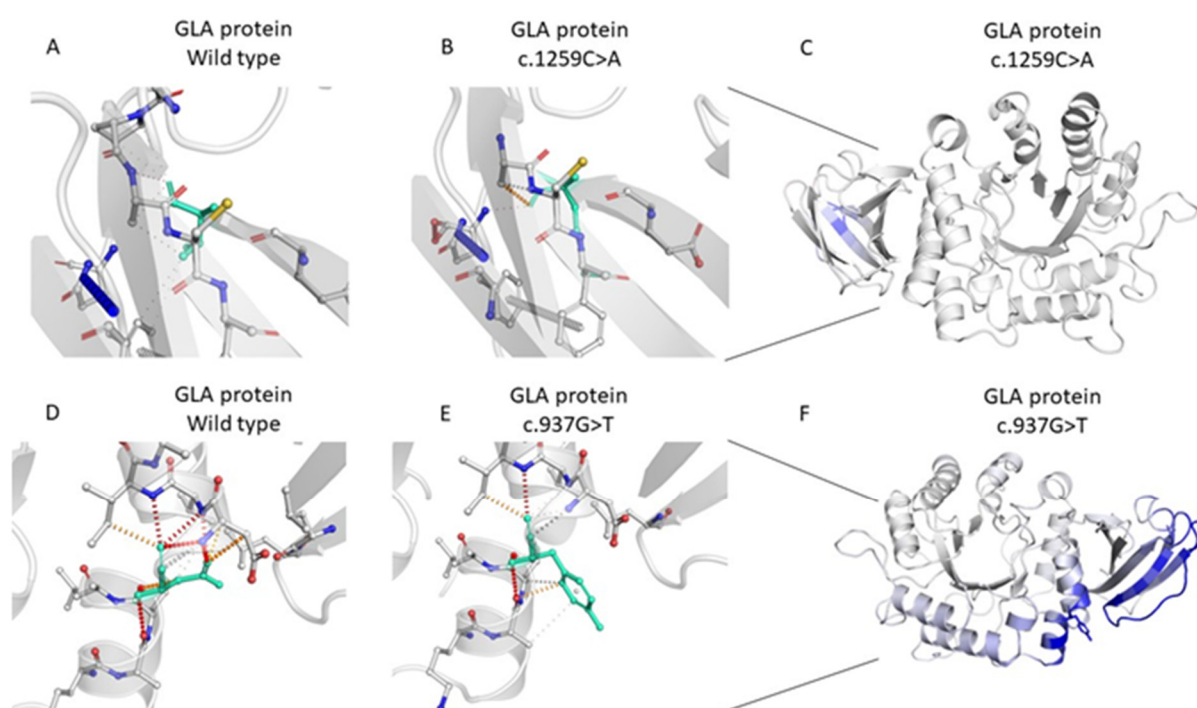 A
GLA protein
Wild type
B
GLA protein
c.1259C>A
C
GLA protein
c.1259C>A
D
GLA protein
Wild type
E
GLA protein
c.937G>T
F
GLA protein
c.937G>T